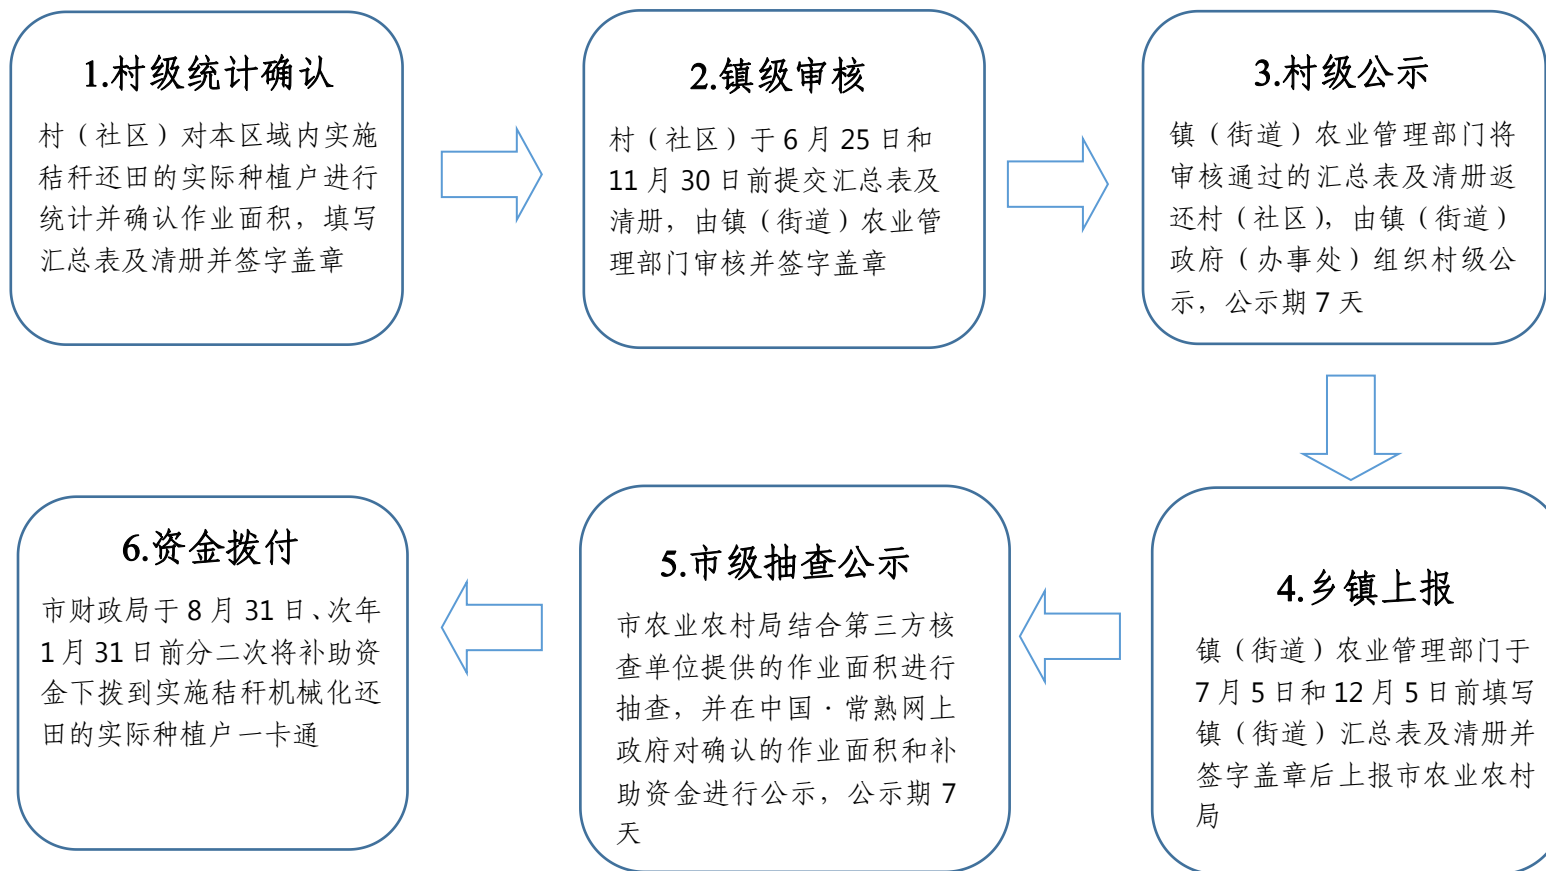 1.村级统计确认
村（社区）对本区域内实施
秸秆还田的实际种植户进行
统计并确认作业面积，填写
汇总表及清册并签字盖章
2.镇级审核
村（社区）于 6 月 25 日和
11 月 30 日前提交汇总表及
清册，由镇（街道）农业管
理部门审核并签字盖章
3.村级公示
镇（街道）农业管理部门将
审核通过的汇总表及清册返
还村（社区），由镇（街道）
政府（办事处）组织村级公
示，公示期 7 天
4.乡镇上报
镇（街道）农业管理部门于
7 月 5 日和 12 月 5 日前填写
镇（街道）汇总表及清册并
签字盖章后上报市农业农村
局
5.市级抽查公示
市农业农村局结合第三方核
查单位提供的作业面积进行
抽查，并在中国·常熟网上
政府对确认的作业面积和补
助资金进行公示，公示期 7
天
6.资金拨付
市财政局于 8 月 31 日、次年
1 月 31 日前分二次将补助资
金下拨到实施秸秆机械化还
田的实际种植户一卡通